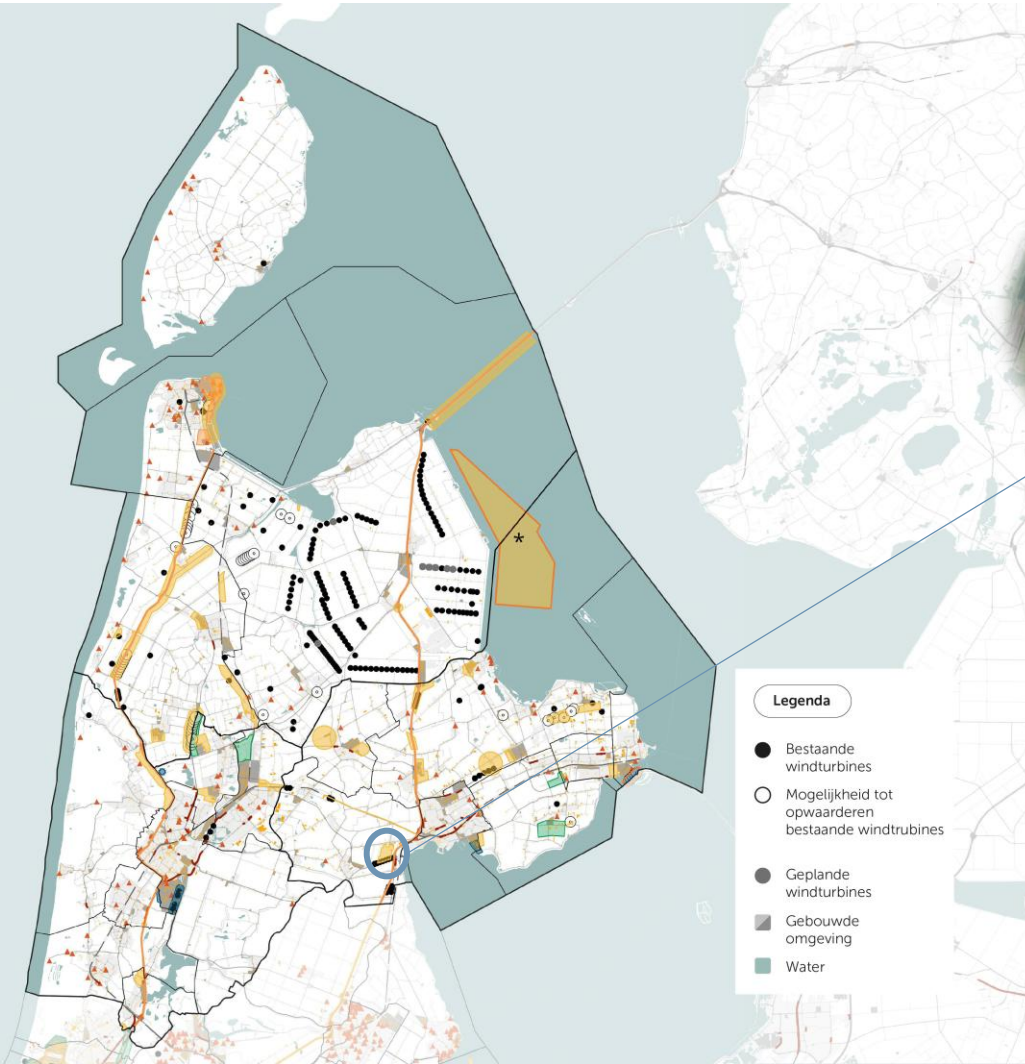 *
Legenda
Bestaande
windturbines
Mogelijkheid tot
opwaarderen
bestaande windtrubines
Geplande
windturbines
Gebouwde
omgeving
Water